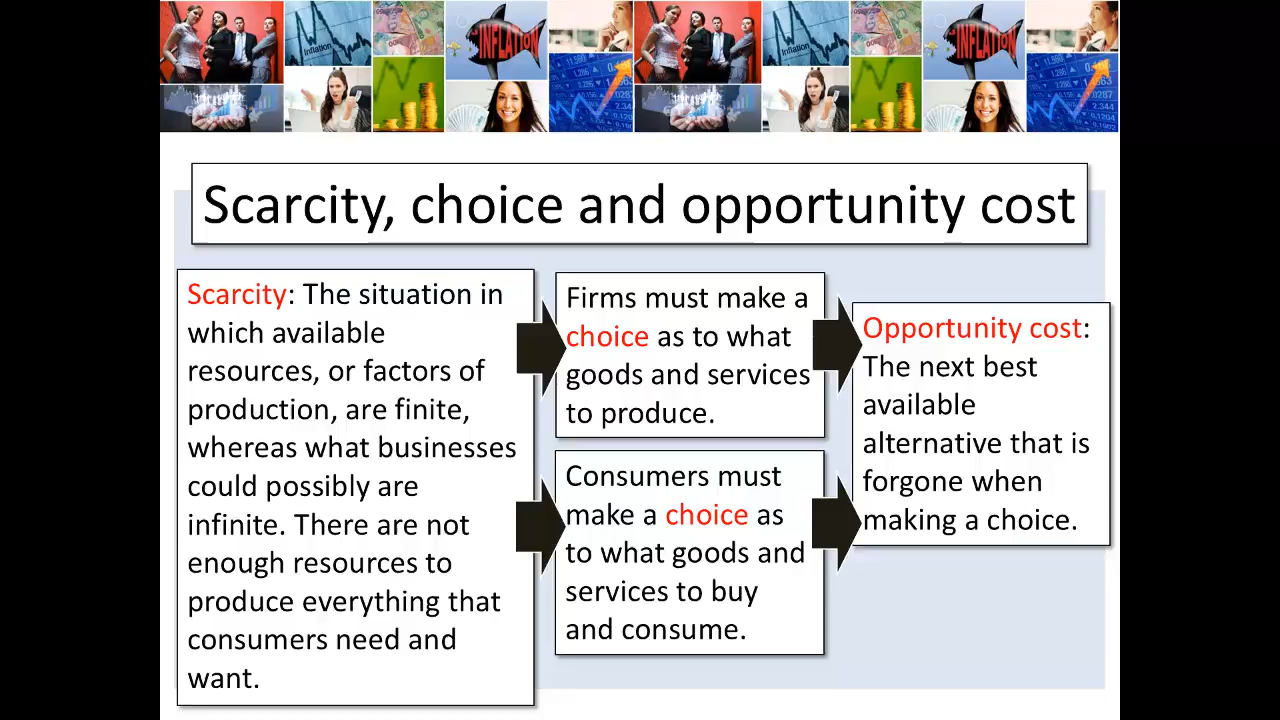 Inflation
INFLATION
Inflation
INFLATION
Scarcity, choice and opportunity cost
Scarcity: The situation in
which available
resources, or factors of
production, are finite,
whereas what businesses
could possibly are
infinite. There are not
enough resources to
produce everything that
consumers need and
want.
Firms must make a
choice as to what
goods and services
to produce.
Consumers must
make a choice as
to what goods and
services to buy
and consume.
Opportunity cost:
The next best
available
alternative that is
forgone when
making a choice.